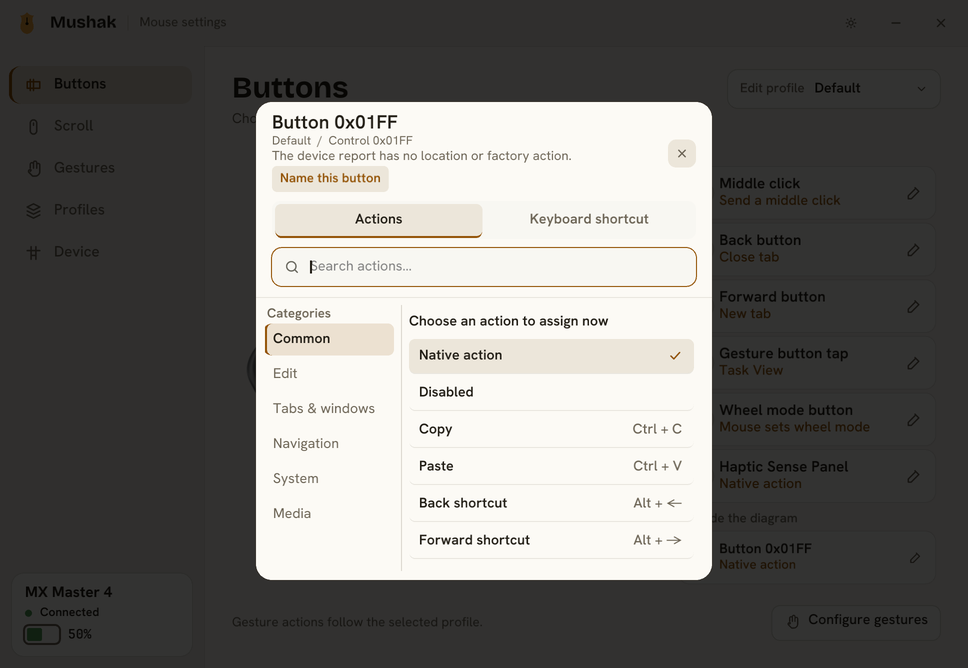 Mushak
Mouse settings
Buttons
Scroll
Gestures
Profiles
Device
MX Master 4
Connected
50%
Buttons
Edit profile Default
Button 0x01FF
Default / Control 0x01FF
The device report has no location or factory action.
Name this button
Actions
Keyboard shortcut
Search actions...
Categories
Common
Edit
Tabs & windows
Navigation
System
Media
Choose an action to assign now
Native action
Disabled
Copy Ctrl + C
Paste Ctrl + V
Back shortcut Alt + ←
Forward shortcut Alt + →
Middle click
Send a middle click
Back button
Close tab
Forward button
New tab
Gesture button tap
Task View
Wheel mode button
Mouse sets wheel mode
Haptic Sense Panel
Native action
the diagram
Button 0x01FF
Native action
Gesture actions follow the selected profile.
Configure gestures